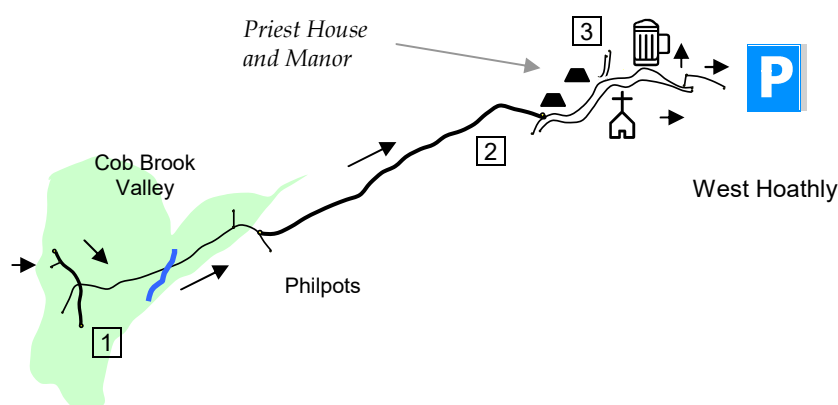 Priest House
and Manor
3
P
2
Cob Brook
Valley
West Hoathly
Philpots
1